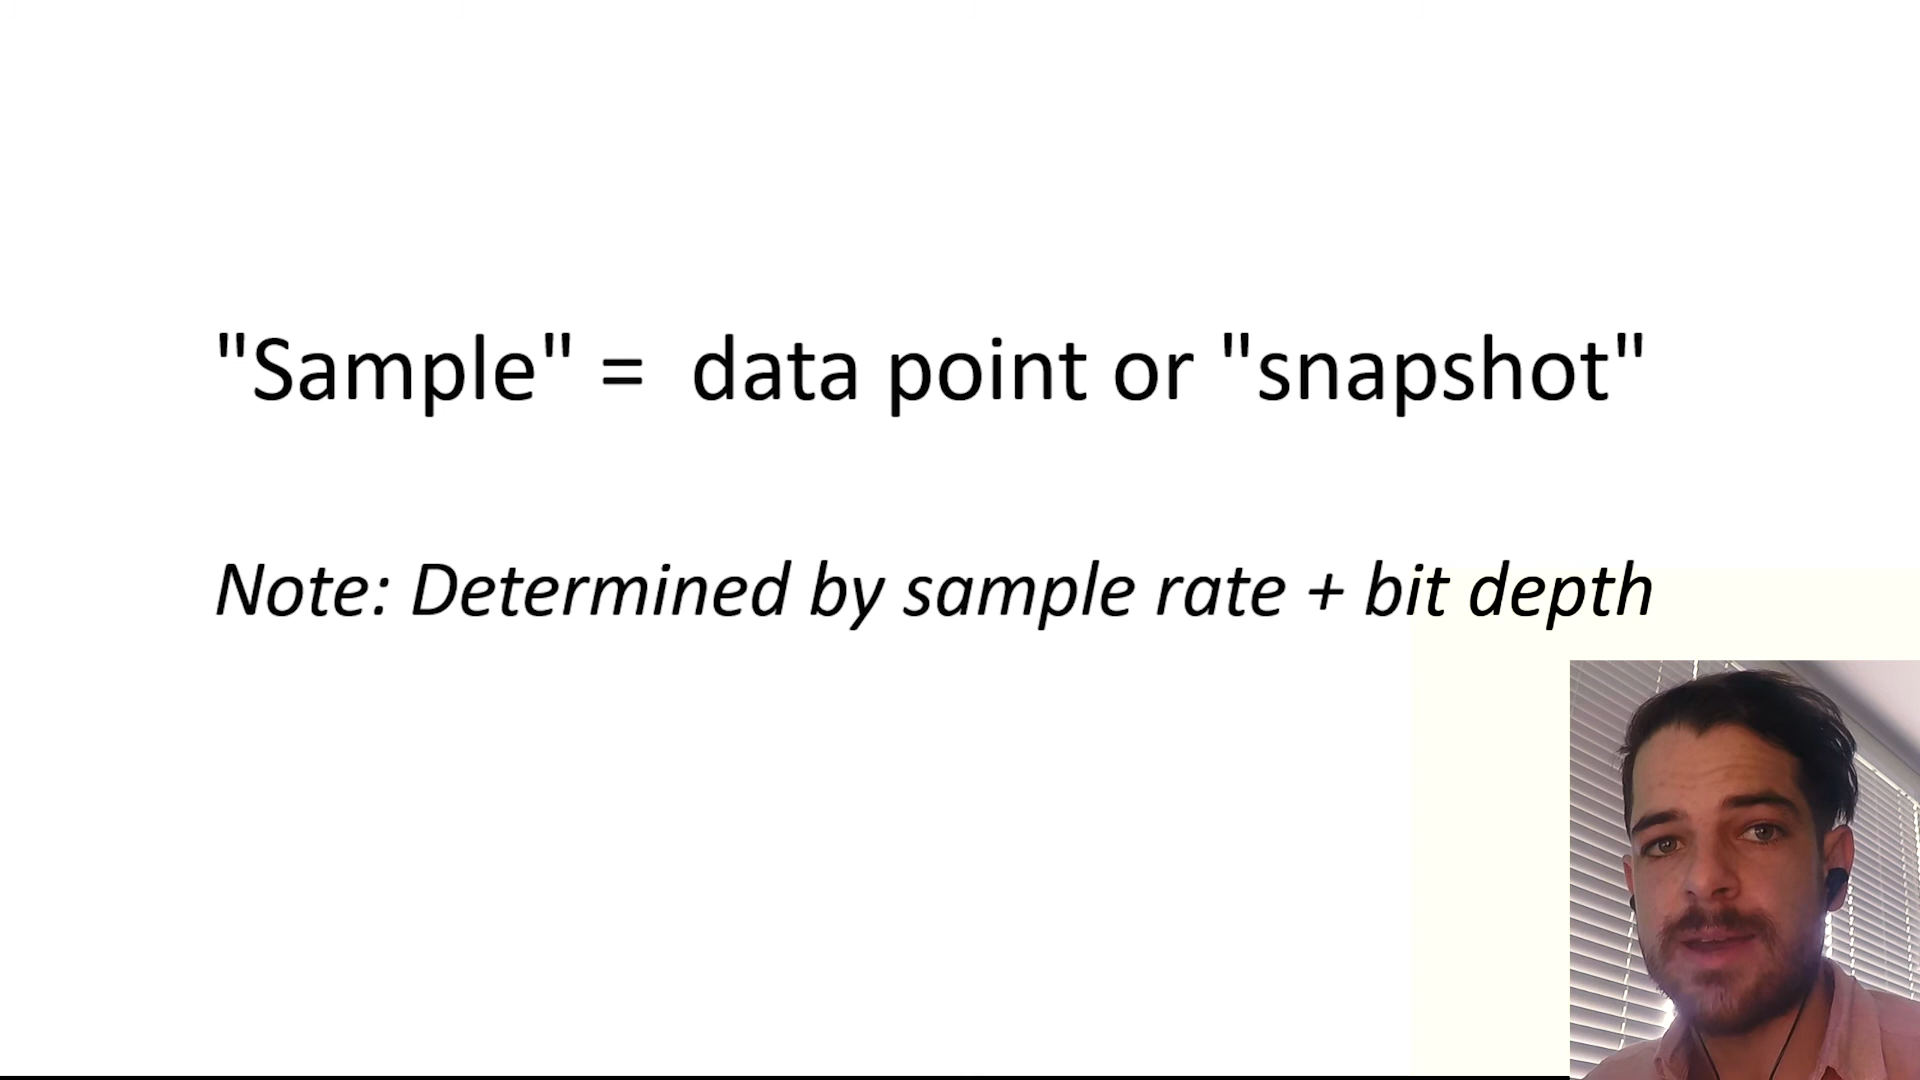 "Sample" =  data point or "snapshot"
Note: Determined by sample rate + bit depth